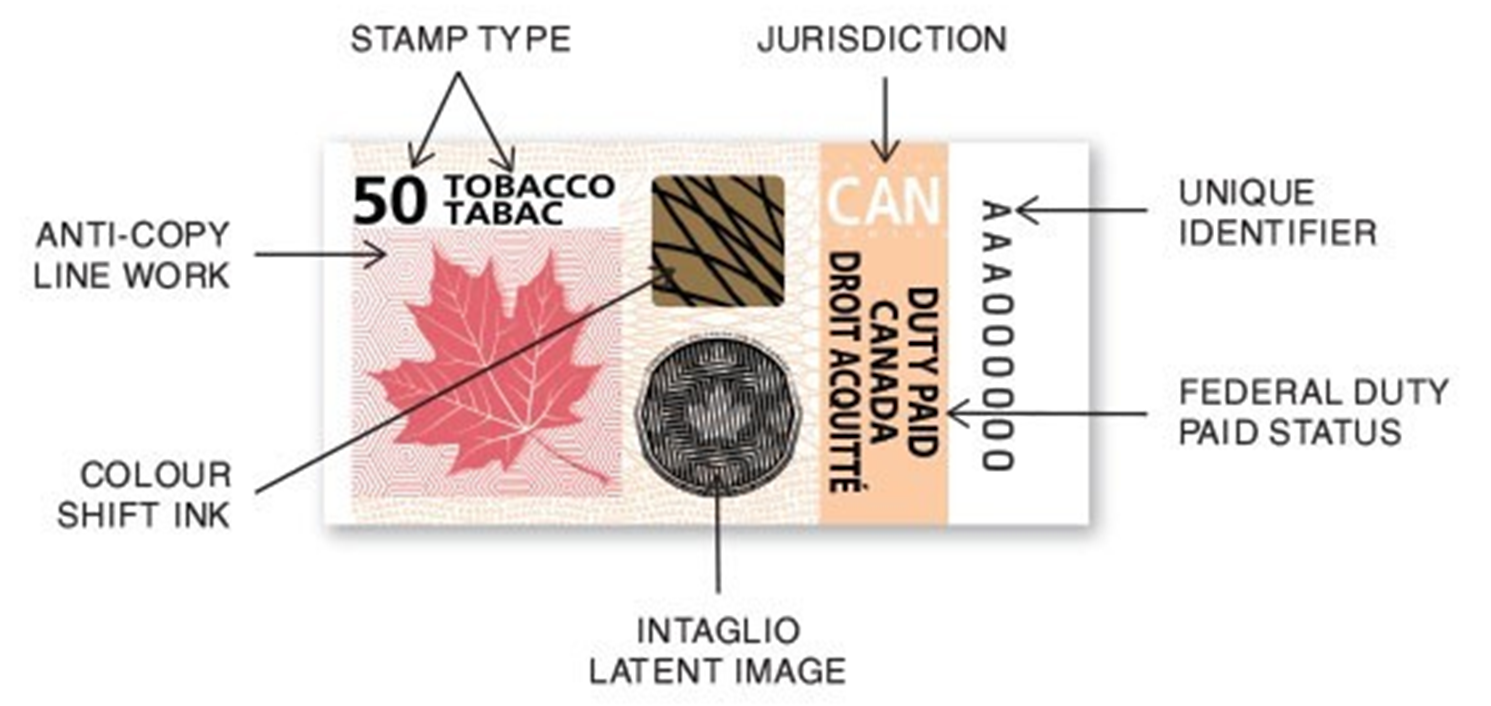 STAMP TYPE
JURISDICTION
ANTI-COPY
LINE WORK
COLOUR
SHIFT INK
50 TOBACCO
TABAC
CAN
DUTY PAID
CANADA
DROIT ACQUITTÉ
AAA000000
UNIQUE
IDENTIFIER
FEDERAL DUTY
PAID STATUS
INTAGLIO
LATENT IMAGE